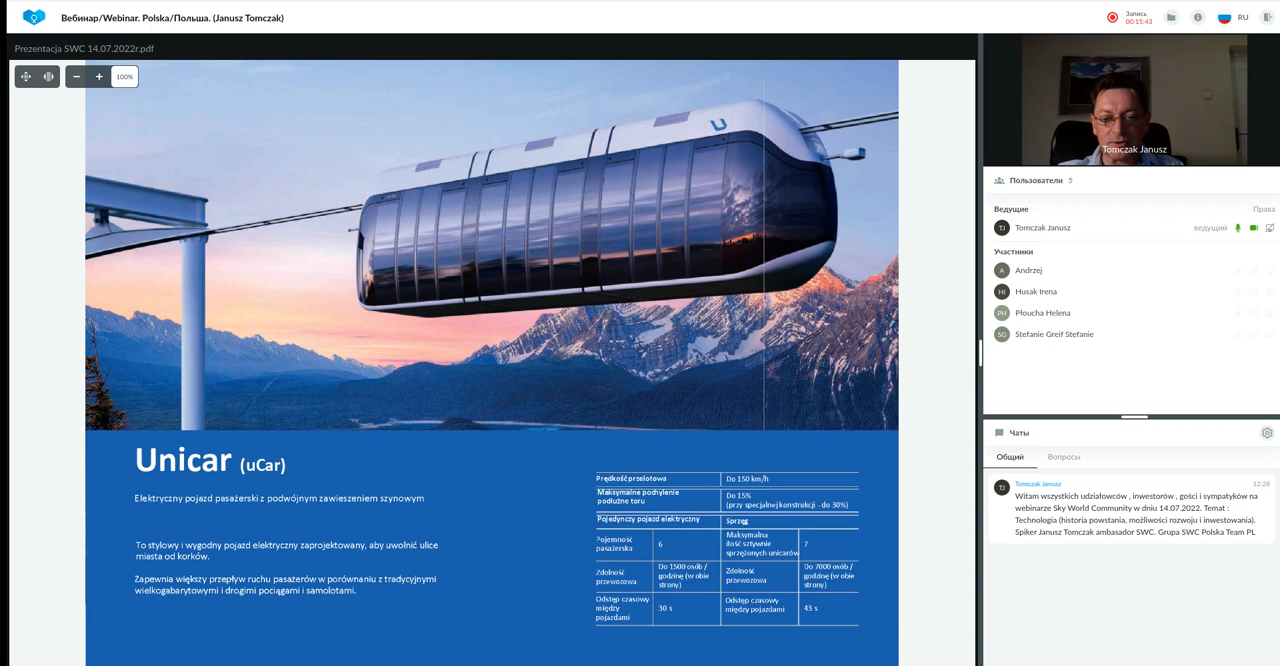 Вебинар/Webinar. Polska/Польша. (Janusz Tomczak)
Запись
00:15:43
RU
Prezentacja SWC 14.07.2022r.pdf
100%
U
Tomczak Janusz
Unicar (uCar)
Elektryczny pojazd pasażerski z podwójnym zawieszeniem szynowym
To stylowy i wygodny pojazd elektryczny zaprojektowany, aby uwolnić ulice
miasta od korków.
Zapewnia większy przepływ ruchu pasażerów w porównaniu z tradycyjnymi
wielkogabarytowymi i drogimi pociągami i samolotami.
Prędkość przelotowa
Do 150 km/h
Maksymalne pochylenie
podłużne toru
Do 15%
(przy specjalnej konstrukcji - do 30%)
Pojedynczy pojazd elektryczny
Sprzęg
Pojemność
pasażerska
6
Maksymalna
ilość sztywnie
sprzężonych unicarów
7
Zdolność
przewozowa
Do 1500 osób /
godzinę (w obie
strony)
Zdolność
przewozowa
Do 7000 osób /
godzinę (w obie
strony)
Odstęp czasowy
między
pojazdami
30 s
Odstęp czasowy
między pojazdami
43 s
Пользователи 5
Ведущие
Права
TJ
Tomczak Janusz
ведущий
Участники
A
Andrzej
HI
Husak Irena
PH
Płoucha Helena
SG
Stefanie Greif Stefanie
Чаты
Общий
Вопросы
TJ
Tomczak Janusz
12:28
Witam wszystkich udziałowców , inwestorów , gości i sympatyków na
webinarze Sky World Community w dniu 14.07.2022. Temat :
Technologia (historia powstania, możliwości rozwoju i inwestowania).
Spiker Janusz Tomczak ambasador SWC. Grupa SWC Polska Team PL